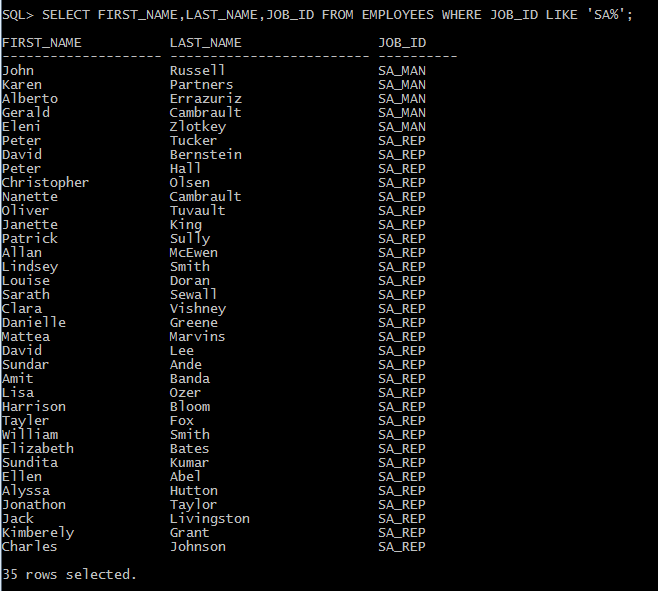 SQL> SELECT FIRST_NAME,LAST_NAME,JOB_ID FROM EMPLOYEES WHERE JOB_ID LIKE 'SA%';
FIRST_NAME           LAST_NAME                 JOB_ID
-------------------- ------------------------- ----------
John                 Russell                   SA_MAN
Karen                Partners                  SA_MAN
Alberto              Errazuriz                 SA_MAN
Gerald               Cambrault                 SA_MAN
Eleni                Zlotkey                   SA_MAN
Peter                Tucker                    SA_REP
David                Bernstein                 SA_REP
Peter                Hall                      SA_REP
Christopher          Olsen                     SA_REP
Nanette              Cambrault                 SA_REP
Oliver               Tuvault                   SA_REP
Janette              King                      SA_REP
Patrick              Sully                     SA_REP
Allan                McEwen                    SA_REP
Lindsey              Smith                     SA_REP
Louise               Doran                     SA_REP
Sarath               Sewall                    SA_REP
Clara                Vishney                   SA_REP
Danielle             Greene                    SA_REP
Mattea               Marvins                   SA_REP
David                Lee                       SA_REP
Sundar               Ande                      SA_REP
Amit                 Banda                     SA_REP
Lisa                 Ozer                      SA_REP
Harrison             Bloom                     SA_REP
Tayler               Fox                       SA_REP
William              Smith                     SA_REP
Elizabeth            Bates                     SA_REP
Sundita              Kumar                     SA_REP
Ellen                Abel                      SA_REP
Alyssa               Hutton                    SA_REP
Jonathon             Taylor                    SA_REP
Jack                 Livingston                SA_REP
Kimberely            Grant                     SA_REP
Charles              Johnson                   SA_REP
35 rows selected.